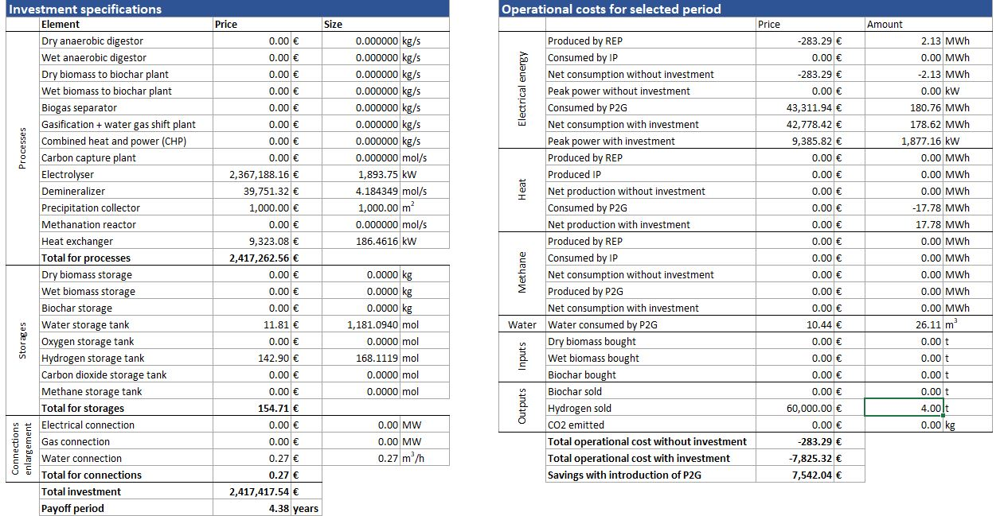 Investment specifications
Element Price Size
Processes
Dry anaerobic digestor 0.00 € 0.000000 kg/s
Wet anaerobic digestor 0.00 € 0.000000 kg/s
Dry biomass to biochar plant 0.00 € 0.000000 kg/s
Wet biomass to biochar plant 0.00 € 0.000000 kg/s
Biogas separator 0.00 € 0.000000 kg/s
Gasification + water gas shift plant 0.00 € 0.000000 kg/s
Combined heat and power (CHP) 0.00 € 0.000000 kg/s
Carbon capture plant 0.00 € 0.000000 mol/s
Electrolyser 2,367,188.16 € 1,893.75 kW
Demineralizer 39,751.32 € 4.184349 mol/s
Precipitation collector 1,000.00 € 1,000.00 m²
Methanation reactor 0.00 € 0.000000 mol/s
Heat exchanger 9,323.08 € 186.4616 kW
Total for processes 2,417,262.56 €
Storages
Dry biomass storage 0.00 € 0.0000 kg
Wet biomass storage 0.00 € 0.0000 kg
Biochar storage 0.00 € 0.0000 kg
Water storage tank 11.81 € 1,181.0940 mol
Oxygen storage tank 0.00 € 0.0000 mol
Hydrogen storage tank 142.90 € 168.1119 mol
Carbon dioxide storage tank 0.00 € 0.0000 mol
Methane storage tank 0.00 € 0.0000 mol
Total for storages 154.71 €
Connections
enlargement
Electrical connection 0.00 € 0.00 MW
Gas connection 0.00 € 0.00 MW
Water connection 0.27 € 0.27 m³/h
Total for connections 0.27 €
Total investment 2,417,417.54 €
Payoff period 4.38 years
Operational costs for selected period
Price Amount
Electrical energy
Produced by REP -283.29 € 2.13 MWh
Consumed by IP 0.00 € 0.00 MWh
Net consumption without investment -283.29 € -2.13 MWh
Peak power without investment 0.00 € 0.00 kW
Consumed by P2G 43,311.94 € 180.76 MWh
Net consumption with investment 42,778.42 € 178.62 MWh
Peak power with investment 9,385.82 € 1,877.16 kW
Heat
Produced by REP 0.00 € 0.00 MWh
Produced IP 0.00 € 0.00 MWh
Net production without investment 0.00 € 0.00 MWh
Consumed by P2G 0.00 € -17.78 MWh
Net production with investment 0.00 € 17.78 MWh
Methane
Produced by REP 0.00 € 0.00 MWh
Consumed by IP 0.00 € 0.00 MWh
Net consumption without investment 0.00 € 0.00 MWh
Produced by P2G 0.00 € 0.00 MWh
Net consumption with investment 0.00 € 0.00 MWh
Water Water consumed by P2G 10.44 € 26.11 m³
Inputs
Dry biomass bought 0.00 € 0.00 t
Wet biomass bought 0.00 € 0.00 t
Biochar bought 0.00 € 0.00 t
Outputs
Biochar sold 0.00 € 0.00 t
Hydrogen sold 60,000.00 € 4.00 t
CO2 emitted 0.00 € 0.00 kg
Total operational cost without investment -283.29 €
Total operational cost with investment -7,825.32 €
Savings with introduction of P2G 7,542.04 €